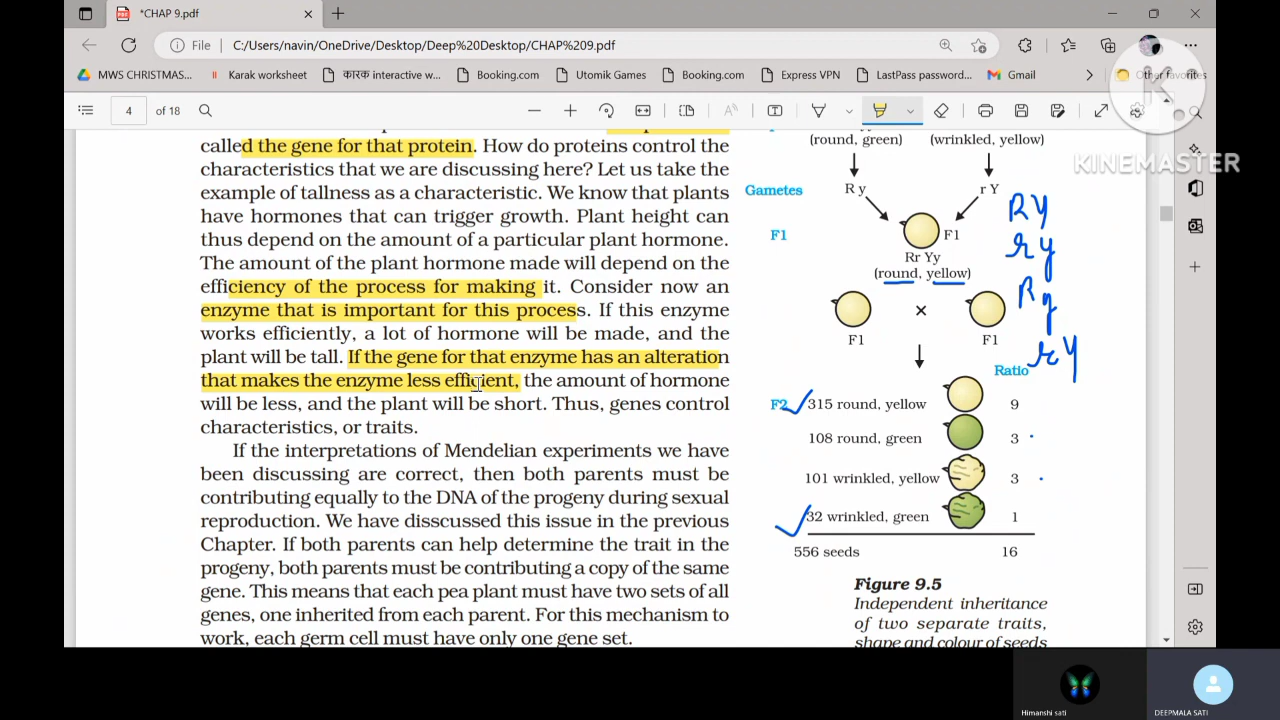 *CHAP 9.pdf
File C:/Users/navin/OneDrive/Desktop/Deep%20Desktop/CHAP%209.pdf
MWS CHRISTMAS... Karak worksheet कारक interactive w... Booking.com Utomik Games Booking.com Express VPN LastPass password... Gmail Other favorites
4 of 18
KINEMASTER
called the gene for that protein. How do proteins control the
characteristics that we are discussing here? Let us take the
example of tallness as a characteristic. We know that plants
have hormones that can trigger growth. Plant height can
thus depend on the amount of a particular plant hormone.
The amount of the plant hormone made will depend on the
efficiency of the process for making it. Consider now an
enzyme that is important for this process. If this enzyme
works efficiently, a lot of hormone will be made, and the
plant will be tall. If the gene for that enzyme has an alteration
that makes the enzyme less efficient, the amount of hormone
will be less, and the plant will be short. Thus, genes control
characteristics, or traits.
If the interpretations of Mendelian experiments we have
been discussing are correct, then both parents must be
contributing equally to the DNA of the progeny during sexual
reproduction. We have disscussed this issue in the previous
Chapter. If both parents can help determine the trait in the
progeny, both parents must be contributing a copy of the same
gene. This means that each pea plant must have two sets of all
genes, one inherited from each parent. For this mechanism to
work, each germ cell must have only one gene set.
(round, green) (wrinkled, yellow)
Gametes R y r Y
F1 F1
Rr Yy
(round, yellow)
×
F1 F1
RY
ry
Ry
rY
Ratio
F2 315 round, yellow 9
108 round, green 3
101 wrinkled, yellow 3
32 wrinkled, green 1
556 seeds 16
Figure 9.5
Independent inheritance
of two separate traits,
shape and colour of seeds
Himanshi sati DEEPMALA SATI